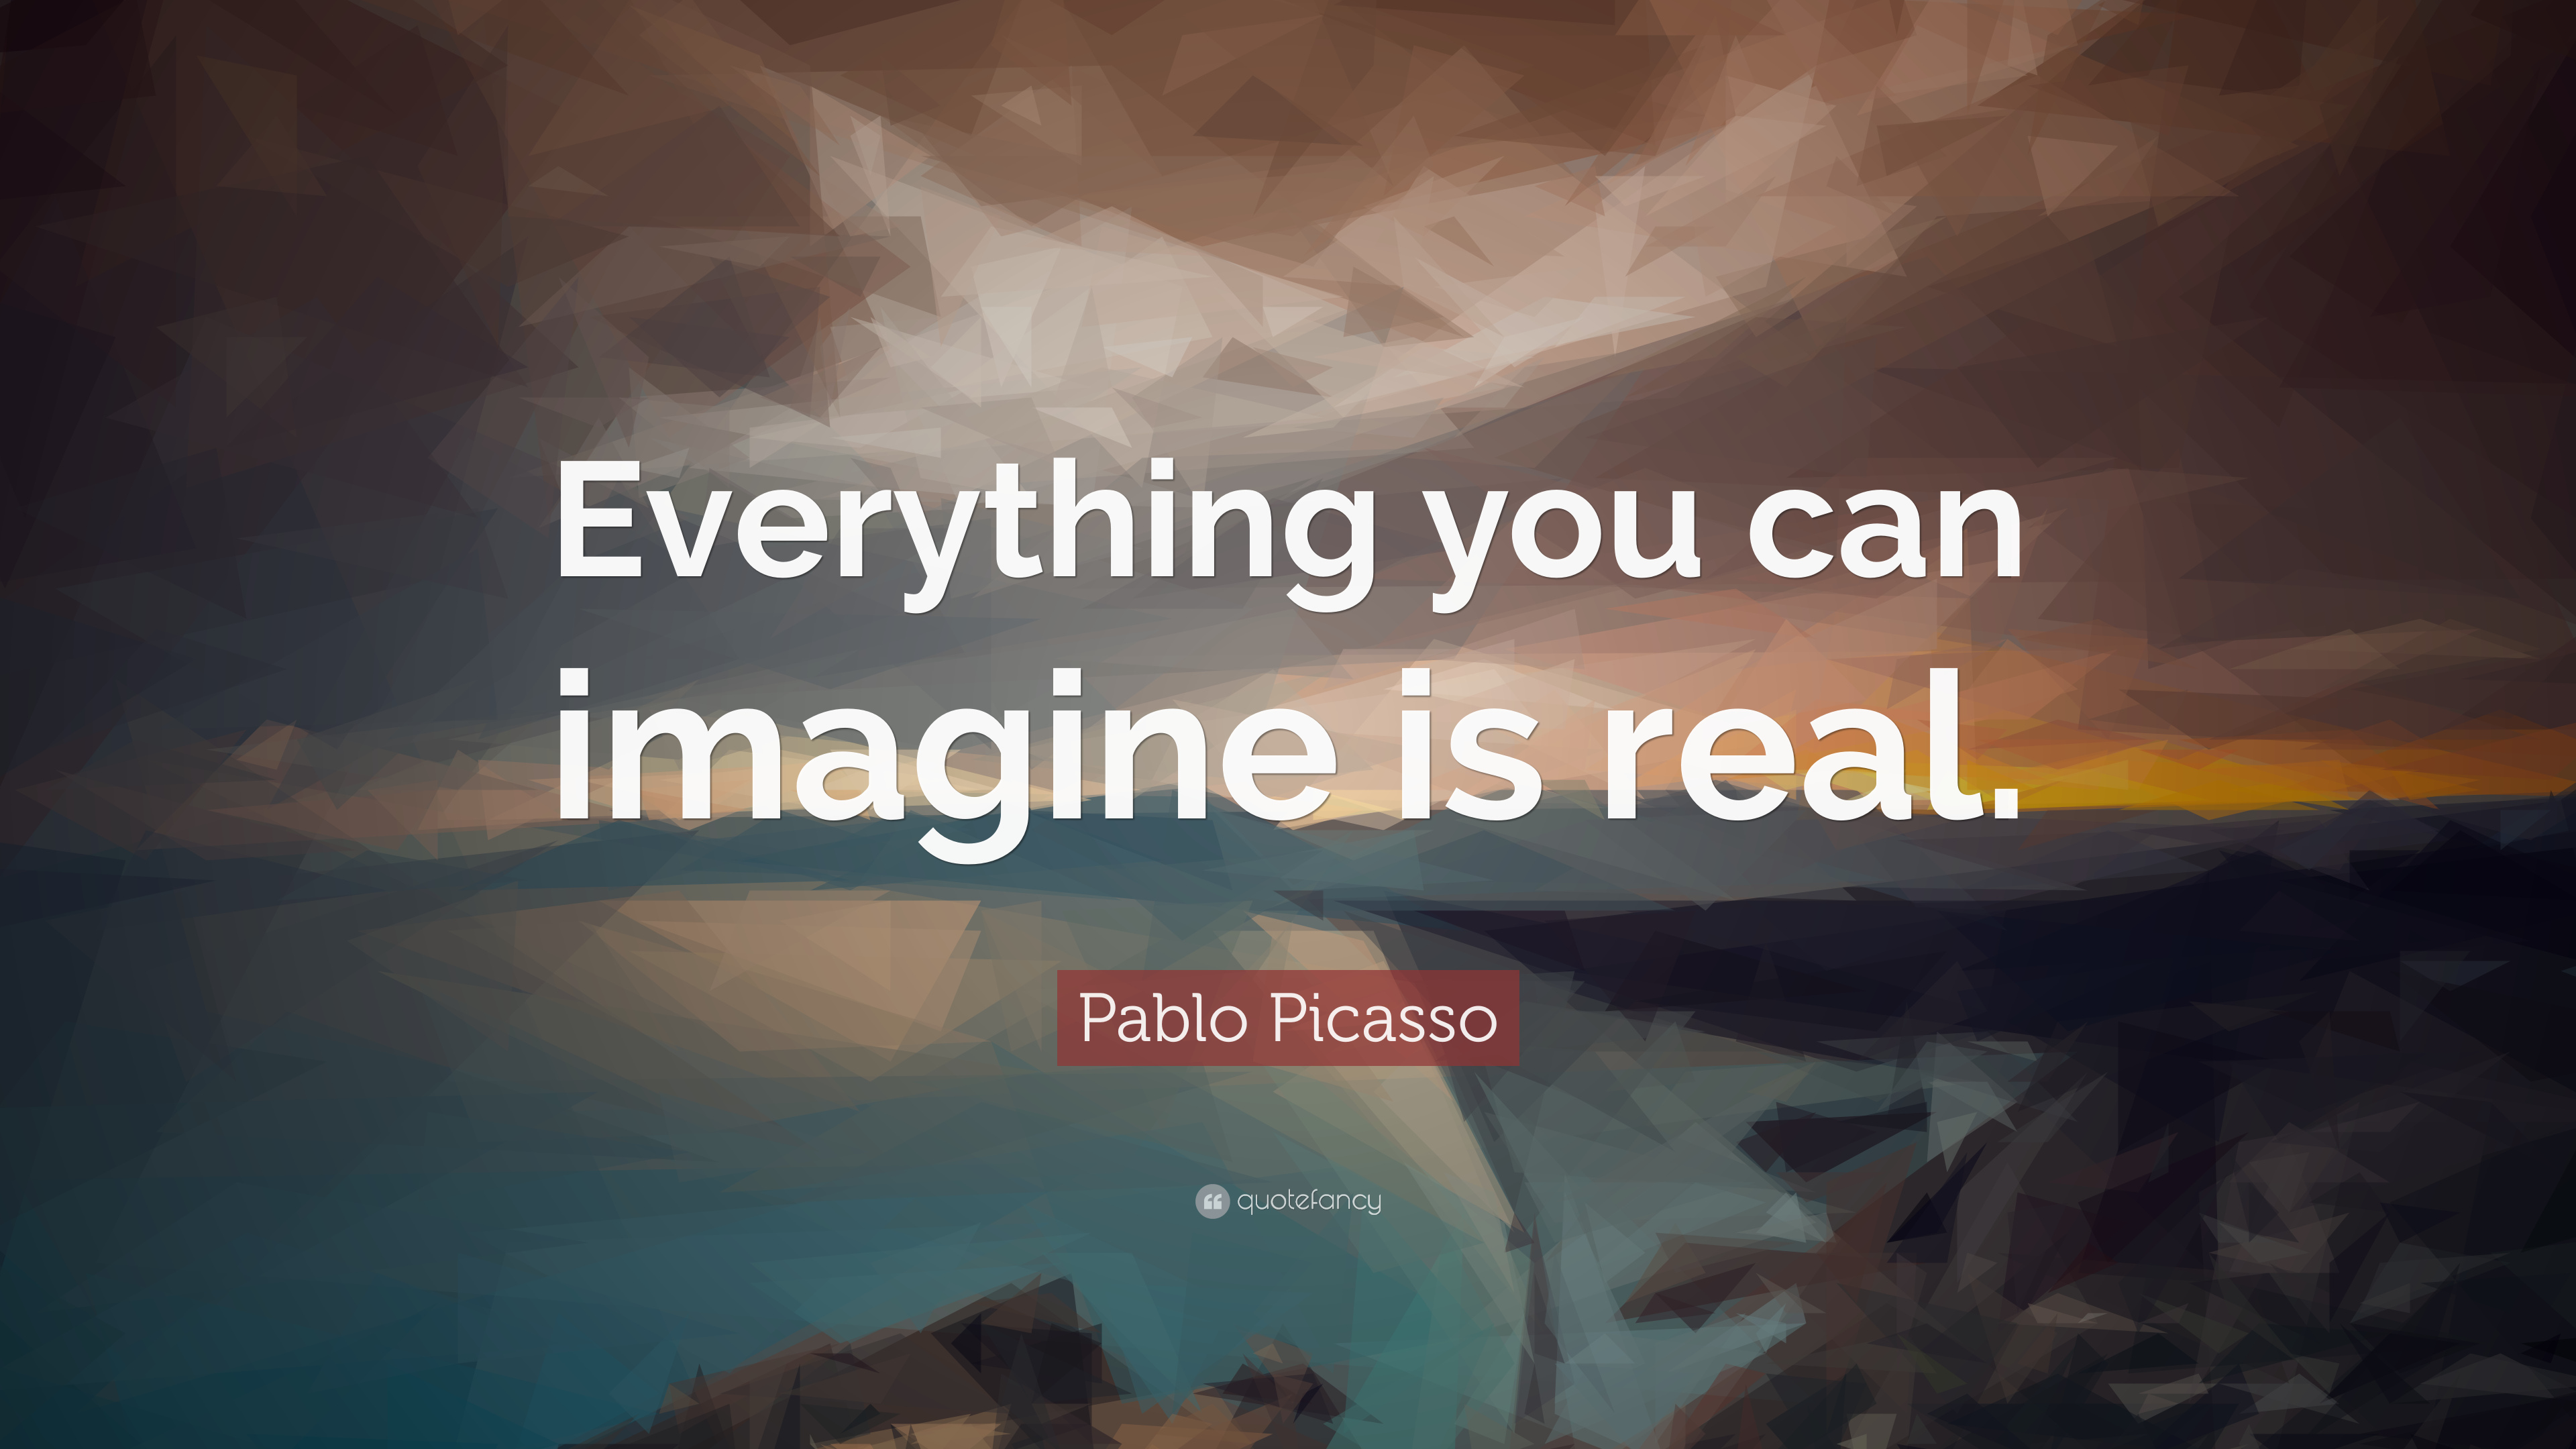 Everything you can
imagine is real.
Pablo Picasso
quotefancy